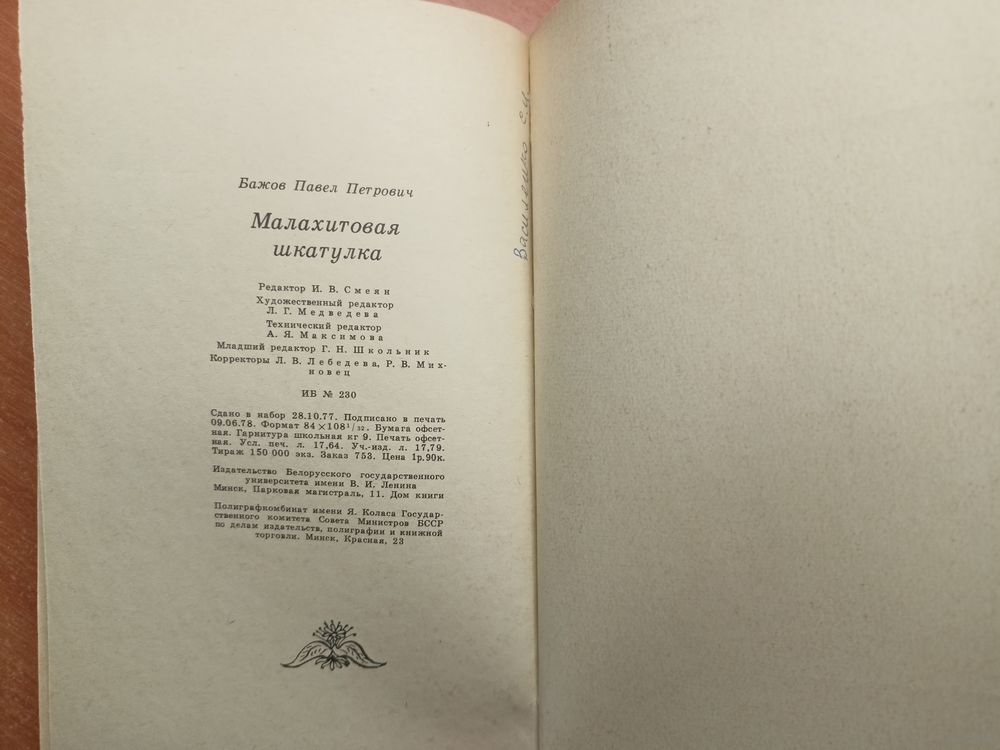 Бажов Павел Петрович
Малахитовая
шкатулка
Редактор И. В. Смеян
Художественный редактор
Л. Г. Медведева
Технический редактор
А. Я. Максимова
Младший редактор Г. Н. Школьник
Корректоры Л. В. Лебедева, Р. В. Мих-
новец
ИБ № 230
Сдано в набор 28.10.77. Подписано в печать
09.06.78. Формат 84×108¹/₃₂. Бумага офсет-
ная. Гарнитура школьная кг 9. Печать офсет-
ная. Усл. печ. л. 17,64. Уч.-изд. л. 17,79.
Тираж 150 000 экз. Заказ 753. Цена 1р.90к.
Издательство Белорусского государственного
университета имени В. И. Ленина
Минск, Парковая магистраль, 11. Дом книги
Полиграфкомбинат имени Я. Коласа Государ-
ственного комитета Совета Министров БССР
по делам издательств, полиграфии и книжной
торговли. Минск, Красная, 23
Василенко С.И.